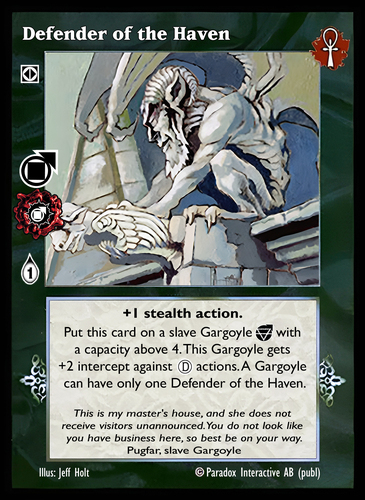 Defender of the Haven
1
+1 stealth action.
Put this card on a slave Gargoyle with
a capacity above 4. This Gargoyle gets
+2 intercept against Ⓓ actions. A Gargoyle
can have only one Defender of the Haven.
This is my master's house, and she does not
receive visitors unannounced. You do not look like
you have business here, so best be on your way.
Pugfar, slave Gargoyle
Illus: Jeff Holt © Paradox Interactive AB (publ)